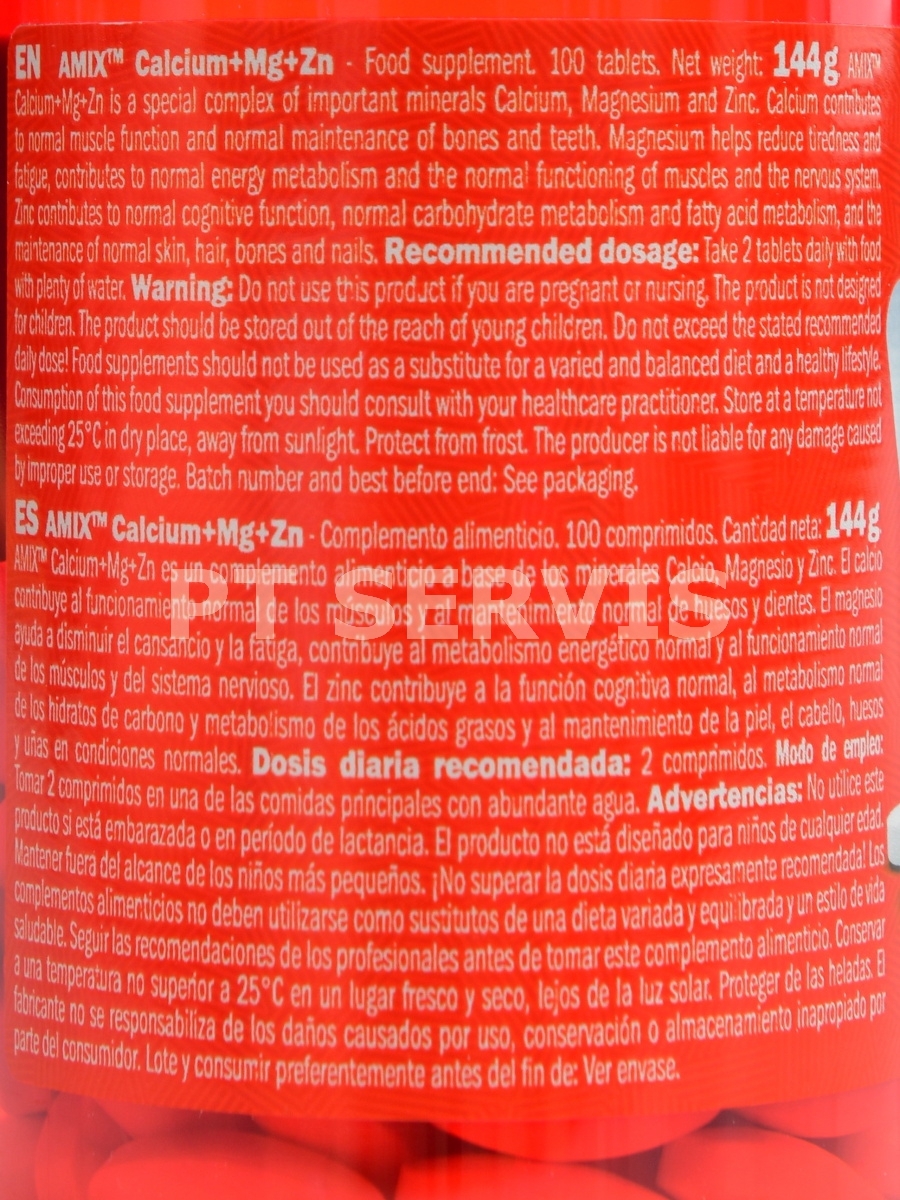 EN AMIX™ Calcium+Mg+Zn - Food supplement. 100 tablets. Net weight: 144g AMIX™
Calcium+Mg+Zn is a special complex of important minerals Calcium, Magnesium and Zinc. Calcium contributes
to normal muscle function and normal maintenance of bones and teeth. Magnesium helps reduce tiredness and
fatigue, contributes to normal energy metabolism and the normal functioning of muscles and the nervous system.
Zinc contributes to normal cognitive function, normal carbohydrate metabolism and fatty acid metabolism, and the
maintenance of normal skin, hair, bones and nails. Recommended dosage: Take 2 tablets daily with food
with plenty of water. Warning: Do not use this product if you are pregnant or nursing. The product is not designed
for children. The product should be stored out of the reach of young children. Do not exceed the stated recommended
daily dose! Food supplements should not be used as a substitute for a varied and balanced diet and a healthy lifestyle.
Consumption of this food supplement you should consult with your healthcare practitioner. Store at a temperature not
exceeding 25°C in dry place, away from sunlight. Protect from frost. The producer is not liable for any damage caused
by improper use or storage. Batch number and best before end: See packaging.
ES AMIX™ Calcium+Mg+Zn - Complemento alimenticio. 100 comprimidos. Cantidad neta: 144g
AMIX™ Calcium+Mg+Zn es un complemento alimenticio a base de los minerales Calcio, Magnesio y Zinc. El calcio
contribuye al funcionamiento normal de los músculos y al mantenimiento normal de huesos y dientes. El magnesio
PT SERVIS
ayuda a disminuir el cansancio y la fatiga, contribuye al metabolismo energético normal y al funcionamiento normal
de los músculos y del sistema nervioso. El zinc contribuye a la función cognitiva normal, al metabolismo normal
de los hidratos de carbono y metabolismo de los ácidos grasos y al mantenimiento de la piel, el cabello, huesos
y uñas en condiciones normales. Dosis diaria recomendada: 2 comprimidos. Modo de empleo:
Tomar 2 comprimidos en una de las comidas principales con abundante agua. Advertencias: No utilice este
producto si está embarazada o en período de lactancia. El producto no está diseñado para niños de cualquier edad.
Mantener fuera del alcance de los niños más pequeños. ¡No superar la dosis diaria expresamente recomendada! Los
complementos alimenticios no deben utilizarse como sustitutos de una dieta variada y equilibrada y un estilo de vida
saludable. Seguir las recomendaciones de los profesionales antes de tomar este complemento alimenticio. Conservar
a una temperatura no superior a 25°C en un lugar fresco y seco, lejos de la luz solar. Proteger de las heladas. El
fabricante no se responsabiliza de los daños causados por uso, conservación o almacenamiento inapropiado por
parte del consumidor. Lote y consumir preferentemente antes del fin de: Ver envase.